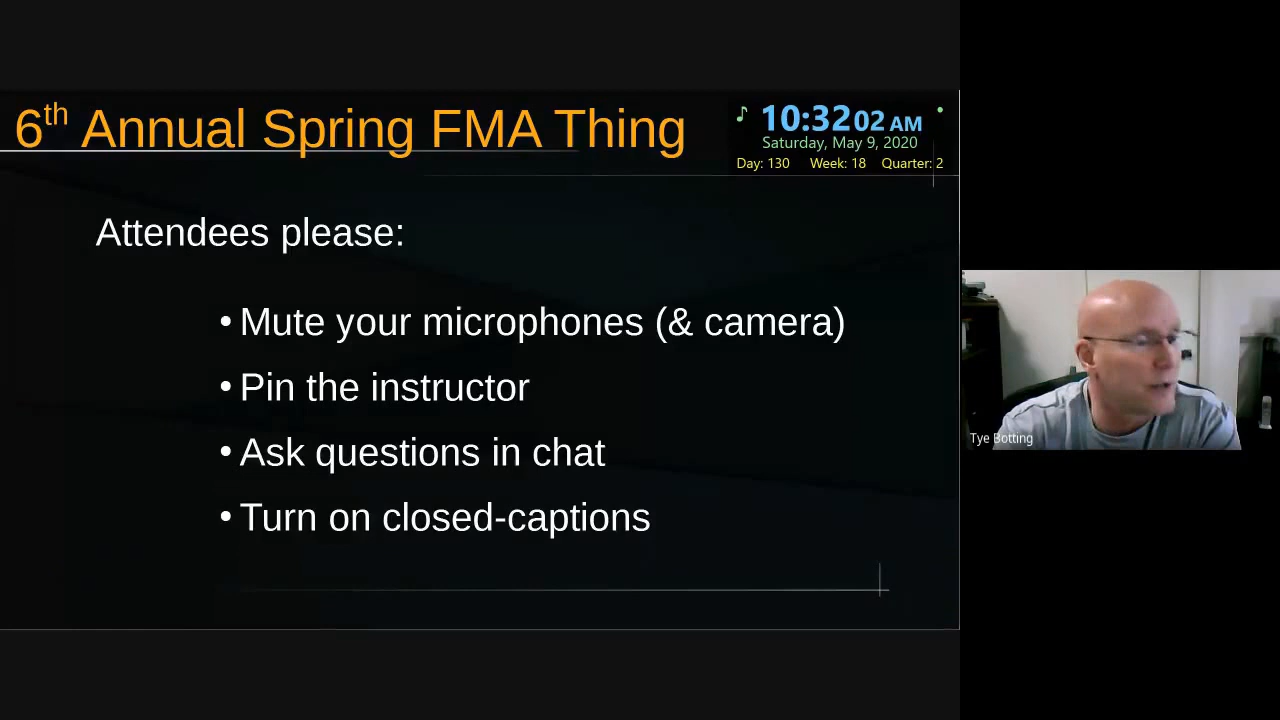 6th Annual Spring FMA Thing
♪ 10:32 02 AM
Saturday, May 9, 2020
Day: 130 Week: 18 Quarter: 2
Attendees please:
• Mute your microphones (& camera)
• Pin the instructor
• Ask questions in chat
• Turn on closed-captions
Tye Botting